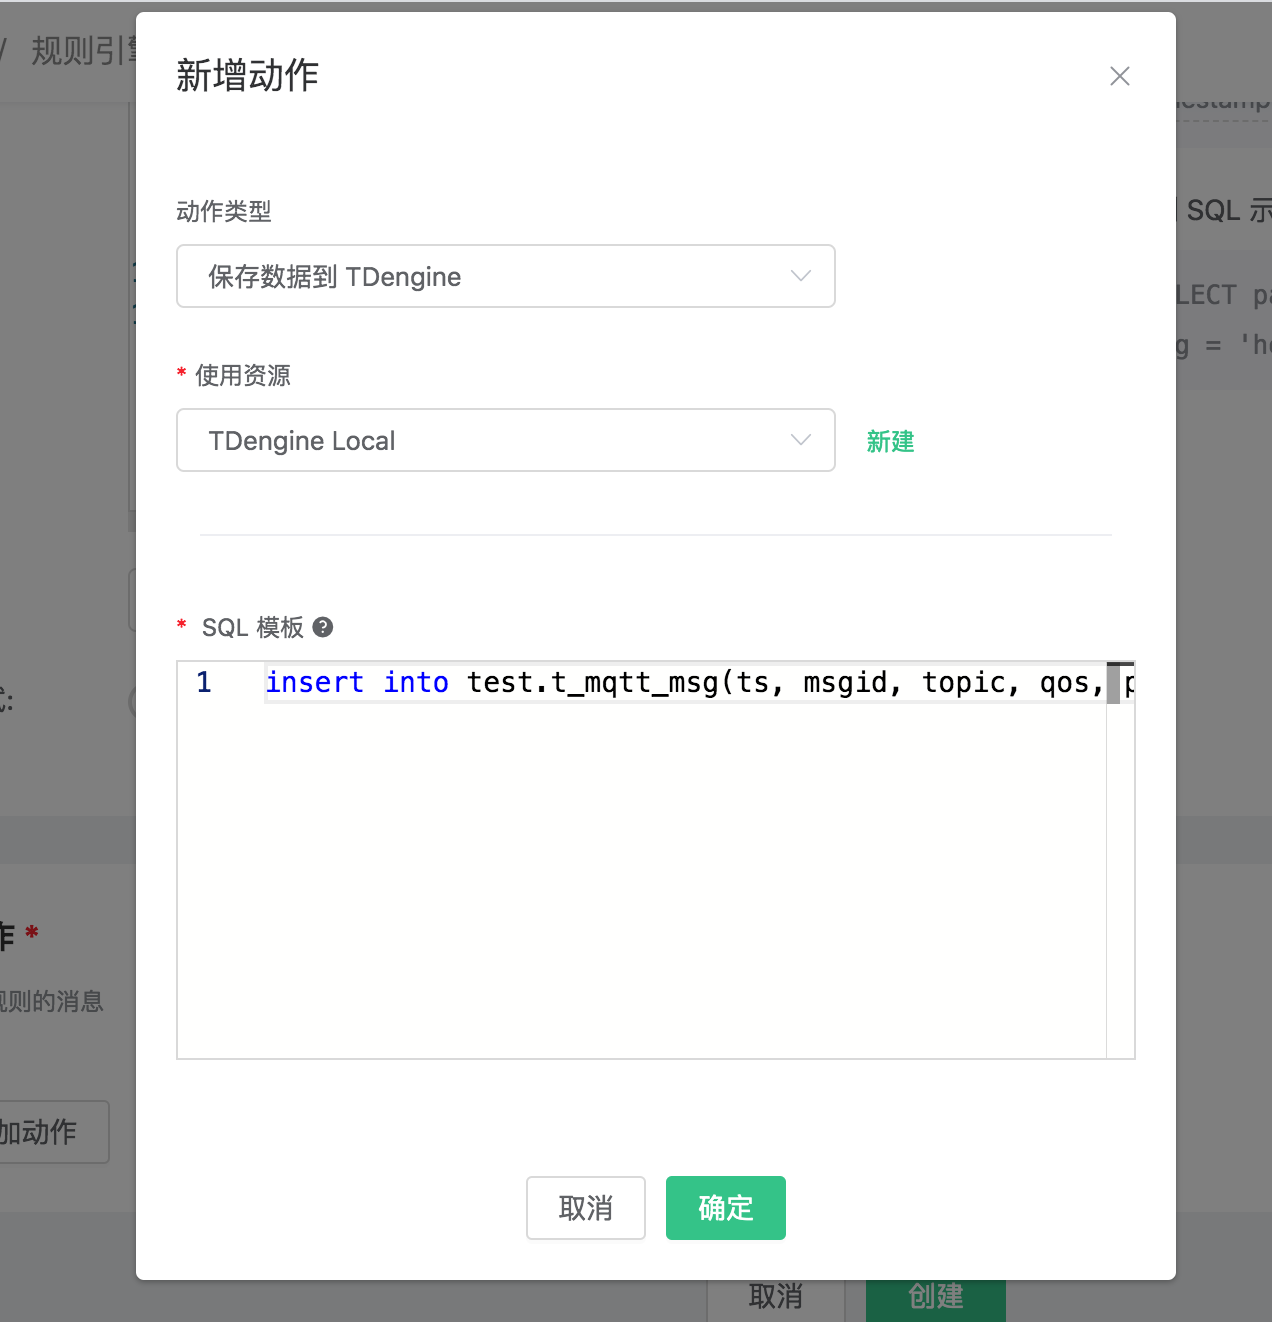 / 规则引擎
新增动作
estamp
动作类型
SQL 示
保存数据到 TDengine
LECT pa
g = 'he
* 使用资源
TDengine Local
新建
* SQL 模板 ?
1 insert into test.t_mqtt_msg(ts, msgid, topic, qos, p
式:
作 *
规则的消息
加动作
取消 确定
取消 创建